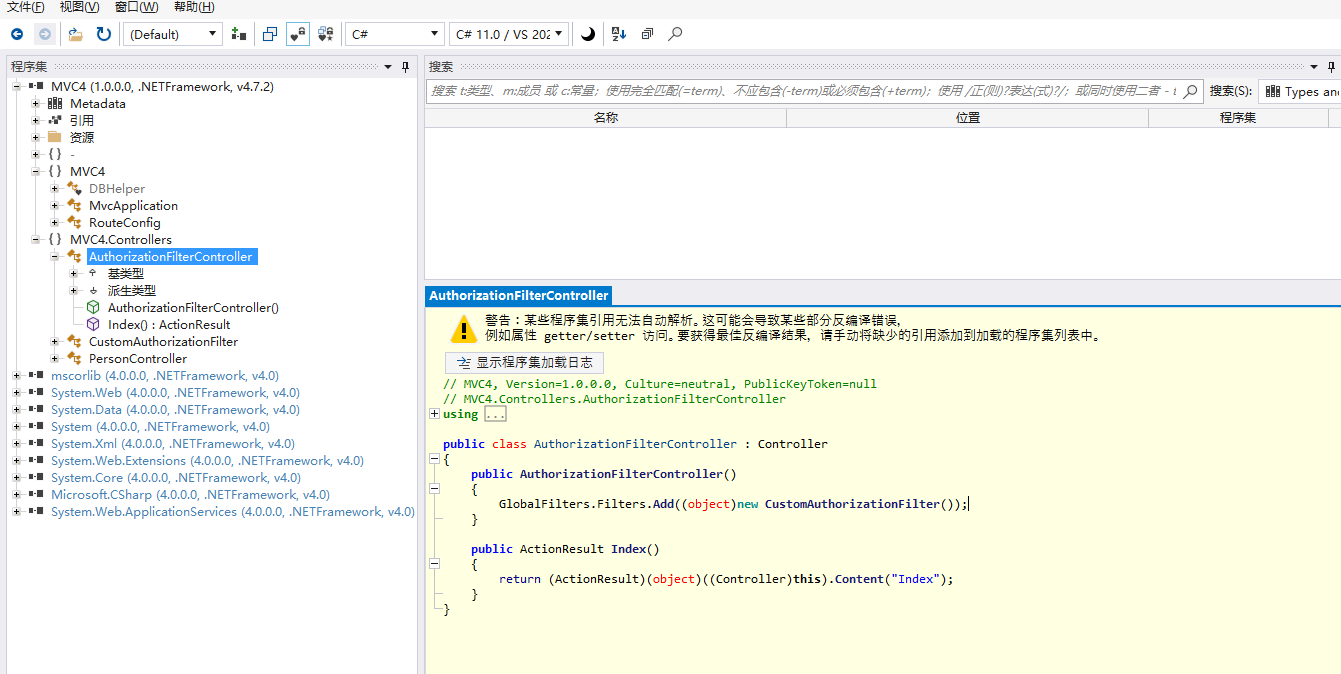 文件(F) 视图(V) 窗口(W) 帮助(H)
(Default) C# C# 11.0 / VS 202
程序集
MVC4 (1.0.0.0, .NETFramework, v4.7.2)
Metadata
引用
资源
{ } -
{ } MVC4
DBHelper
MvcApplication
RouteConfig
{ } MVC4.Controllers
AuthorizationFilterController
基类型
派生类型
AuthorizationFilterController()
Index() : ActionResult
CustomAuthorizationFilter
PersonController
mscorlib (4.0.0.0, .NETFramework, v4.0)
System.Web (4.0.0.0, .NETFramework, v4.0)
System.Data (4.0.0.0, .NETFramework, v4.0)
System (4.0.0.0, .NETFramework, v4.0)
System.Xml (4.0.0.0, .NETFramework, v4.0)
System.Web.Extensions (4.0.0.0, .NETFramework, v4.0)
System.Core (4.0.0.0, .NETFramework, v4.0)
Microsoft.CSharp (4.0.0.0, .NETFramework, v4.0)
System.Web.ApplicationServices (4.0.0.0, .NETFramework, v4.0)
搜索
搜索 t:类型、m:成员 或 c:常量；使用完全匹配(=term)、不应包含(-term)或必须包含(+term)；使用 /正(则)?表达(式)?/；或同时使用二者 - t 搜索(S): Types an
名称 位置 程序集
AuthorizationFilterController
警告：某些程序集引用无法自动解析。这可能会导致某些部分反编译错误，
例如属性 getter/setter 访问。要获得最佳反编译结果，请手动将缺少的引用添加到加载的程序集列表中。
显示程序集加载日志
// MVC4, Version=1.0.0.0, Culture=neutral, PublicKeyToken=null
// MVC4.Controllers.AuthorizationFilterController
using ...
public class AuthorizationFilterController : Controller
{
public AuthorizationFilterController()
{
GlobalFilters.Filters.Add((object)new CustomAuthorizationFilter());
}
public ActionResult Index()
{
return (ActionResult)(object)((Controller)this).Content("Index");
}
}